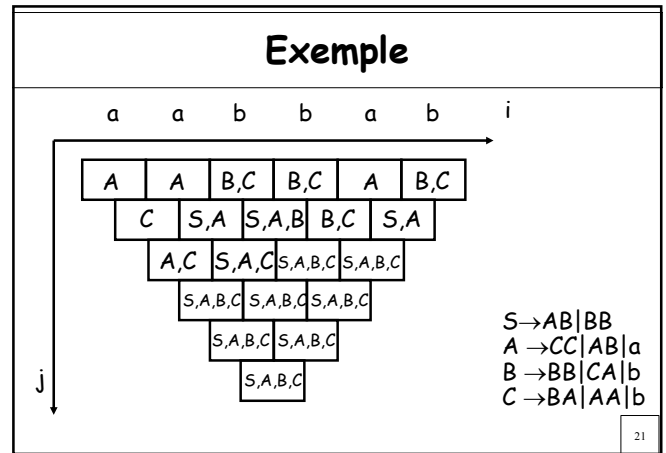 Exemple
a a b b a b i
A A B,C B,C A B,C
C S,A S,A,B B,C S,A
A,C S,A,C S,A,B,C S,A,B,C
S,A,B,C S,A,B,C S,A,B,C
S,A,B,C S,A,B,C
S,A,B,C
j
S→AB|BB
A →CC|AB|a
B →BB|CA|b
C →BA|AA|b
21